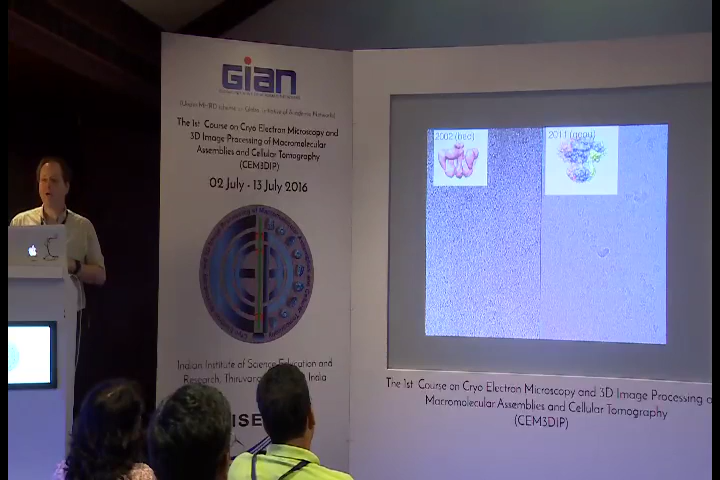 GIAN
The 1st Course on Cryo Electron Microscopy and
3D Image Processing of Macromolecular
Assemblies and Cellular Tomography
(CEM3DIP)
02 July - 13 July 2016
Indian Institute of Science Education and
Research, India
2002 (bad)
2011 (good)
The 1st Course on Cryo Electron Microscopy and 3D Image Processing
Macromolecular Assemblies and Cellular Tomography
(CEM3DIP)